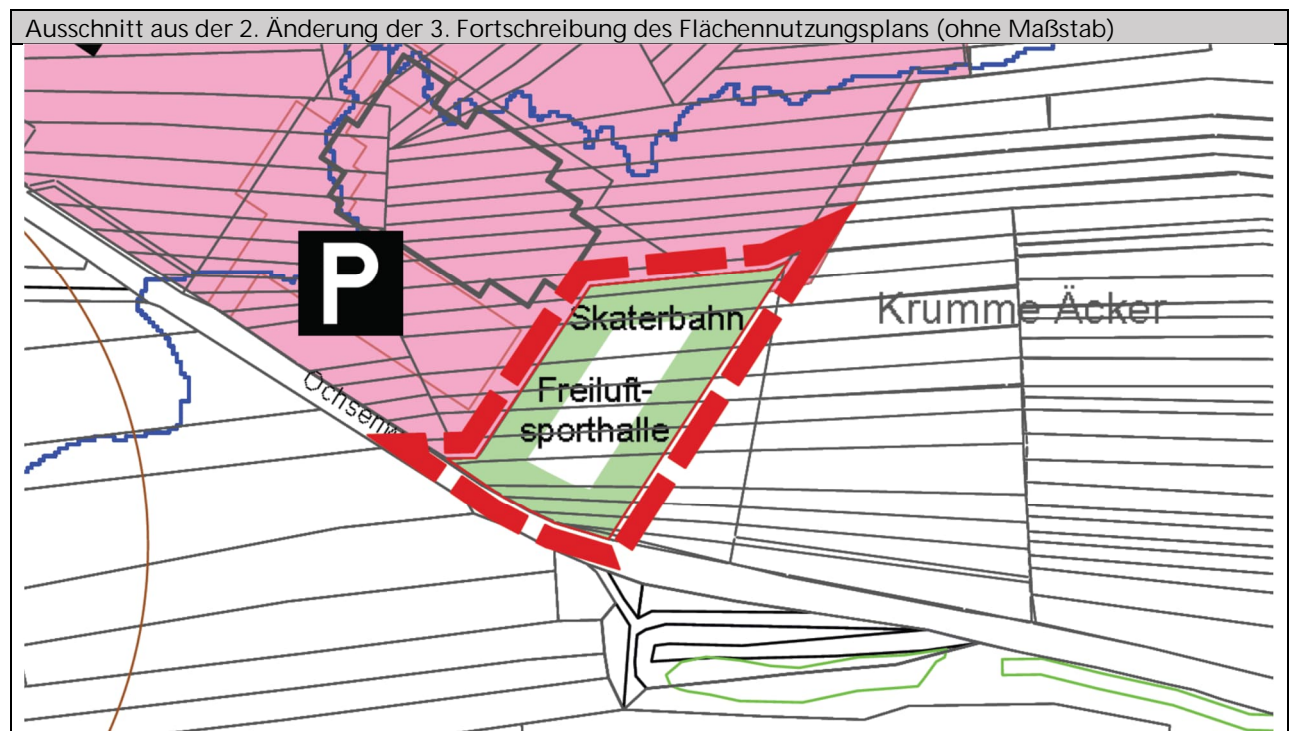 Ausschnitt aus der 2. Änderung der 3. Fortschreibung des Flächennutzungsplans (ohne Maßstab)
P
Skaterbahn
Krumme Äcker
Freiluft-
sporthalle